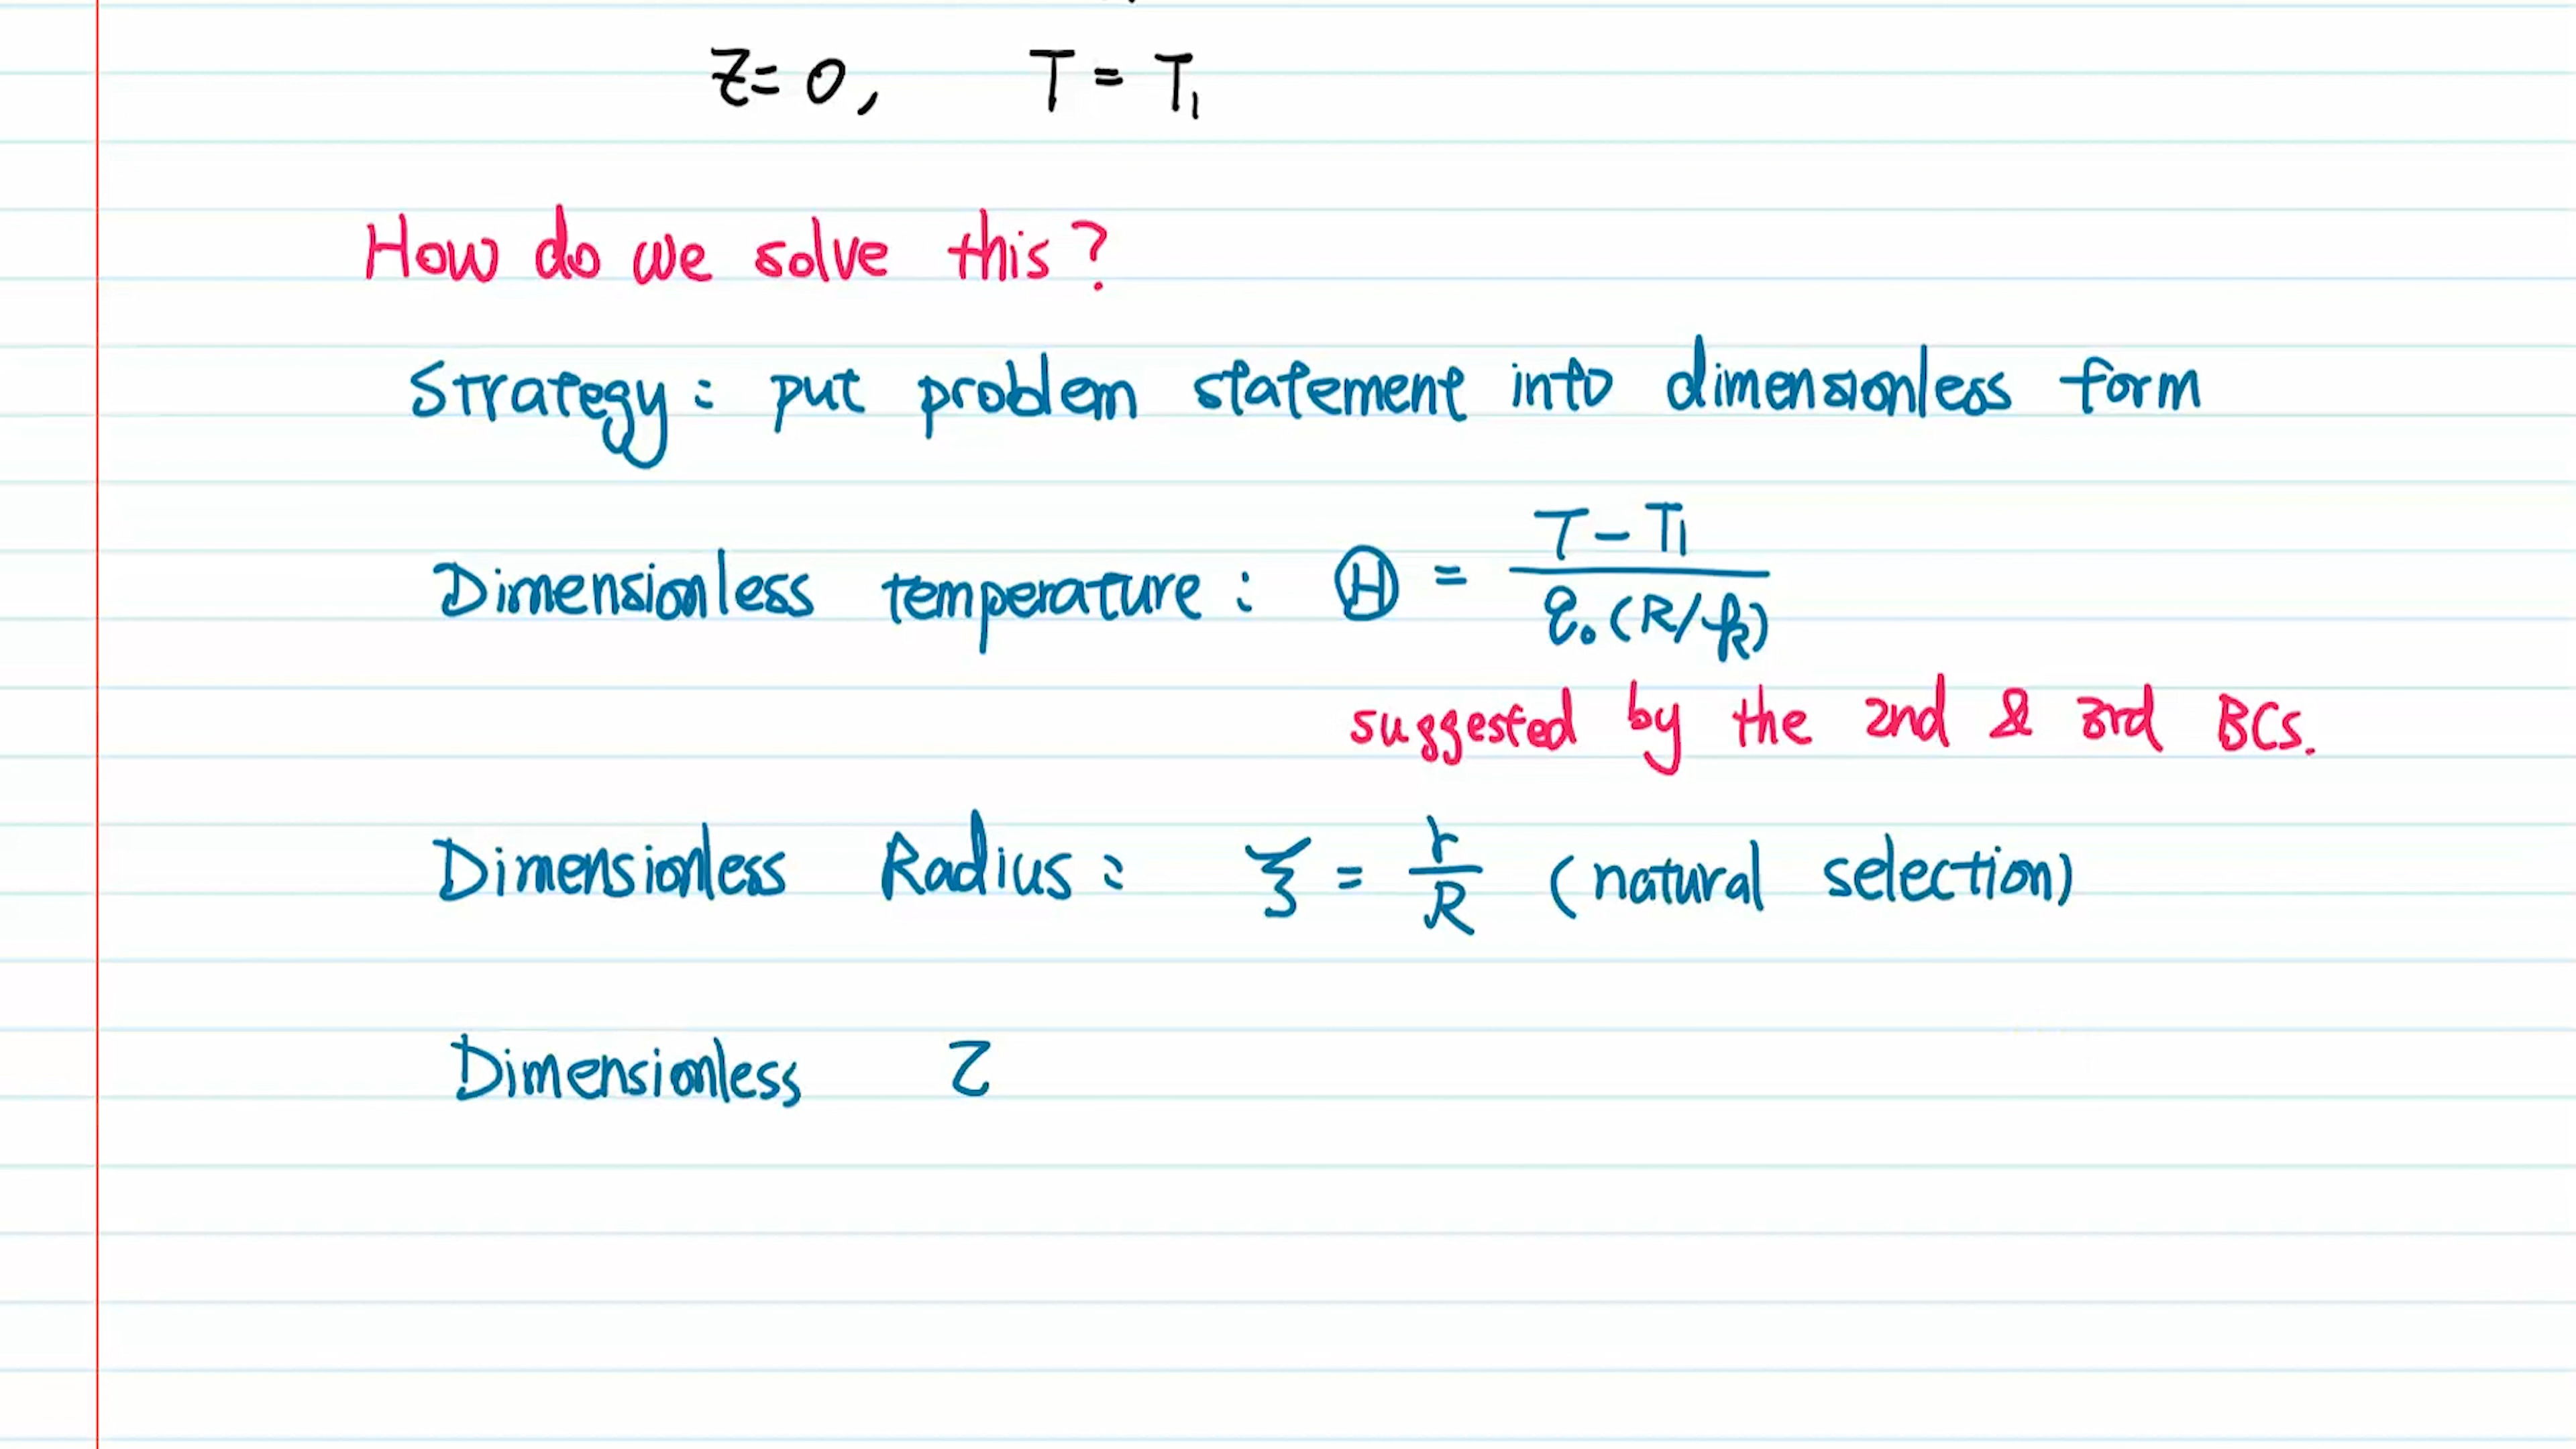 z = 0, T = T₁
How do we solve this?
Strategy: put problem statement into dimensionless form
Dimensionless temperature: Ⓗ = (T - T₁) / (q₀(R/k))
suggested by the 2nd & 3rd BCs.
Dimensionless Radius: ξ = r/R (natural selection)
Dimensionless z